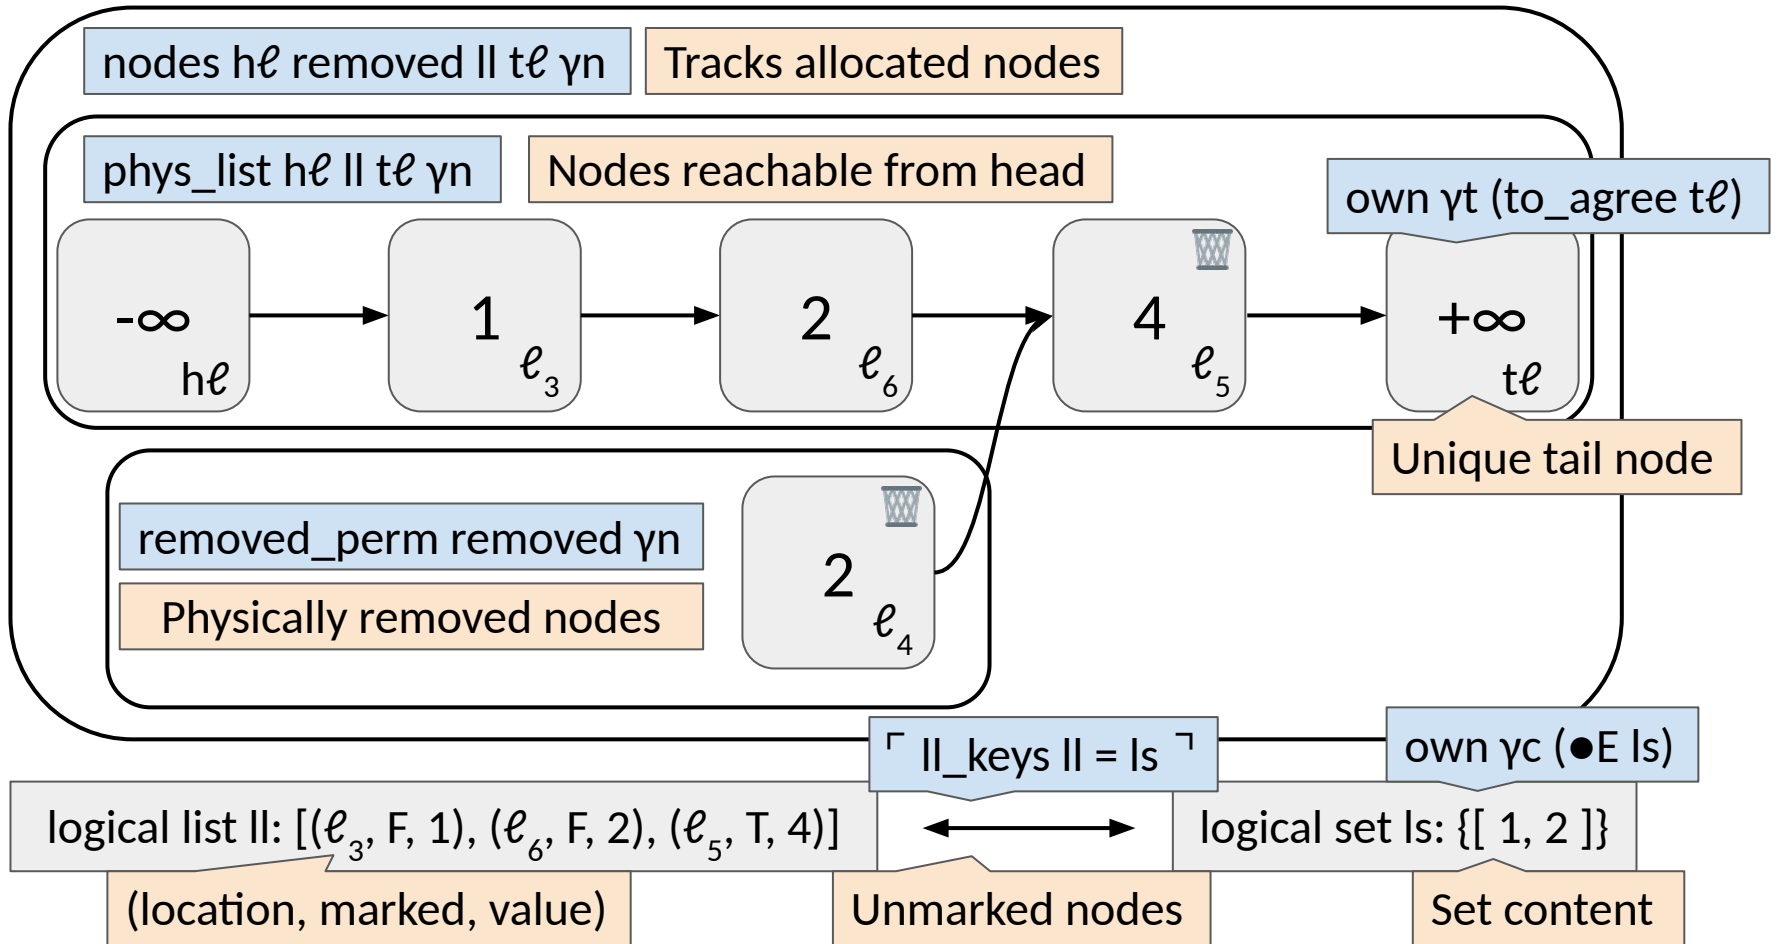 nodes hℓ removed ll tℓ γn
Tracks allocated nodes
phys_list hℓ ll tℓ γn
Nodes reachable from head
own γt (to_agree tℓ)
-∞
hℓ
1
ℓ3
2
ℓ6
4
ℓ5
+∞
tℓ
Unique tail node
removed_perm removed γn
Physically removed nodes
2
ℓ4
⌜ ll_keys ll = ls ⌝
own γc (●E ls)
logical list ll: [(ℓ3, F, 1), (ℓ6, F, 2), (ℓ5, T, 4)]
logical set ls: {[ 1, 2 ]}
(location, marked, value)
Unmarked nodes
Set content